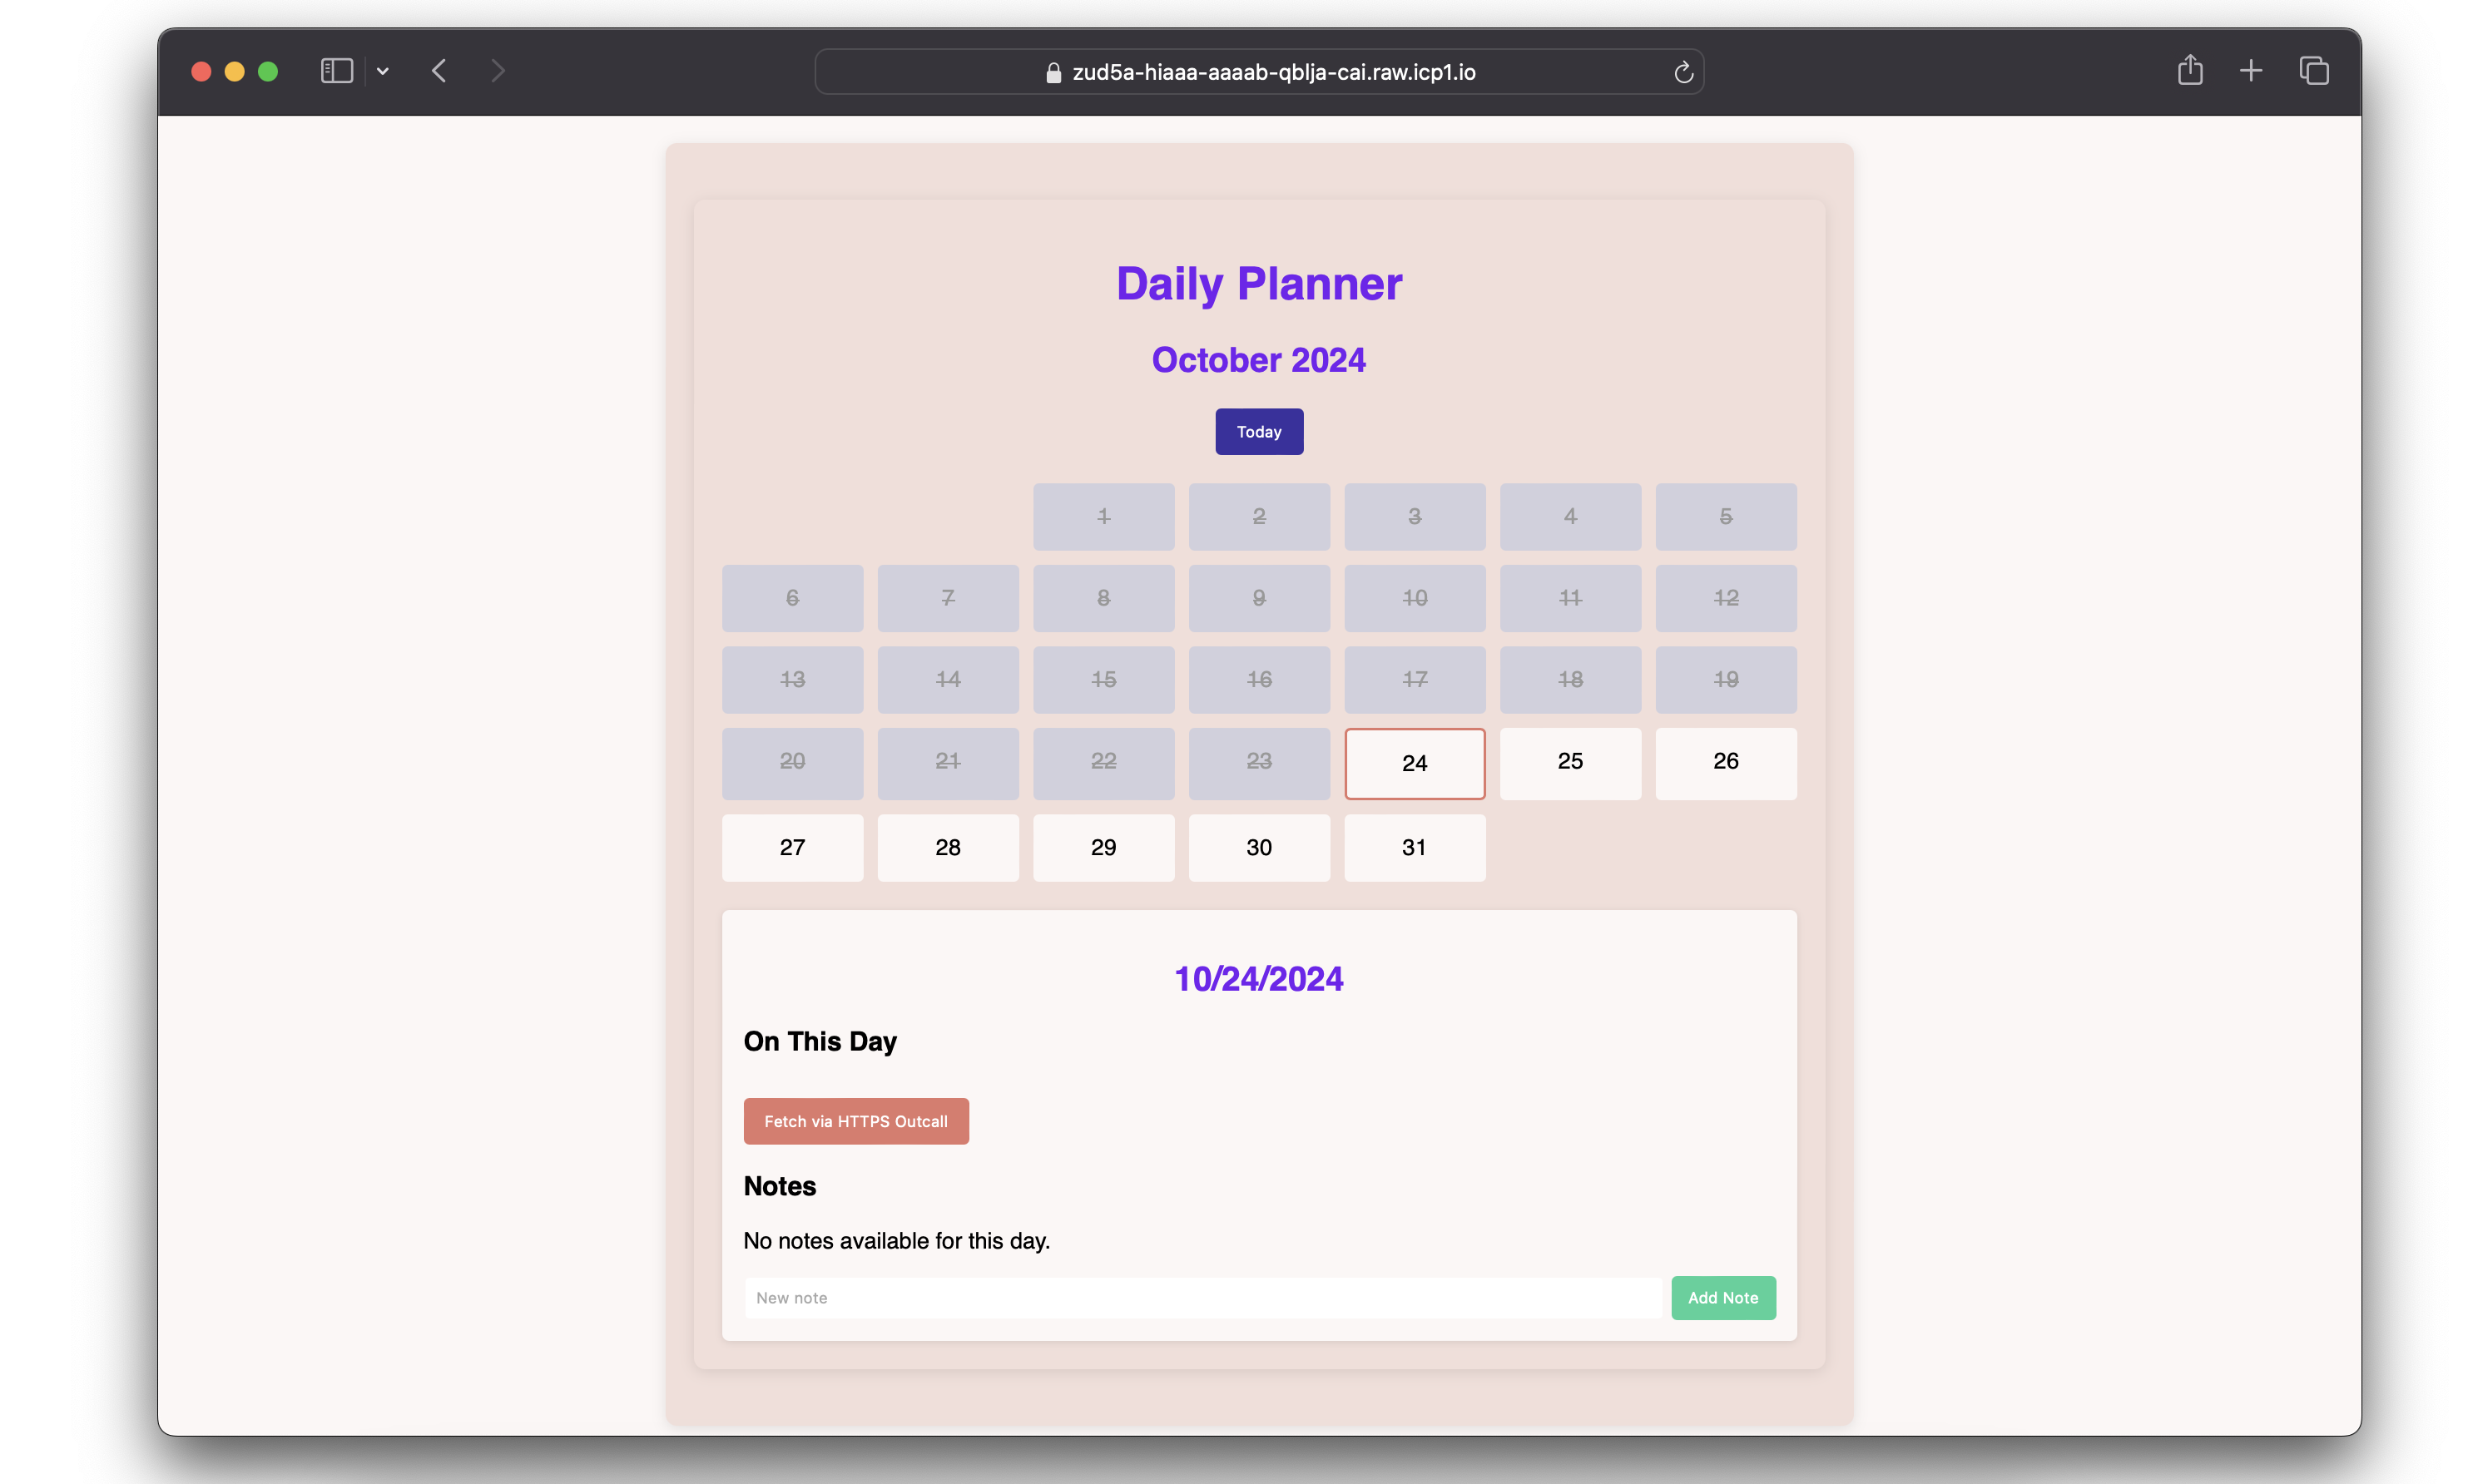 zud5a-hiaaa-aaaab-qblja-cai.raw.icp1.io
Daily Planner
October 2024
Today
1 2 3 4 5
6 7 8 9 10 11 12
13 14 15 16 17 18 19
20 21 22 23 24 25 26
27 28 29 30 31
10/24/2024
On This Day
Fetch via HTTPS Outcall
Notes
No notes available for this day.
New note Add Note